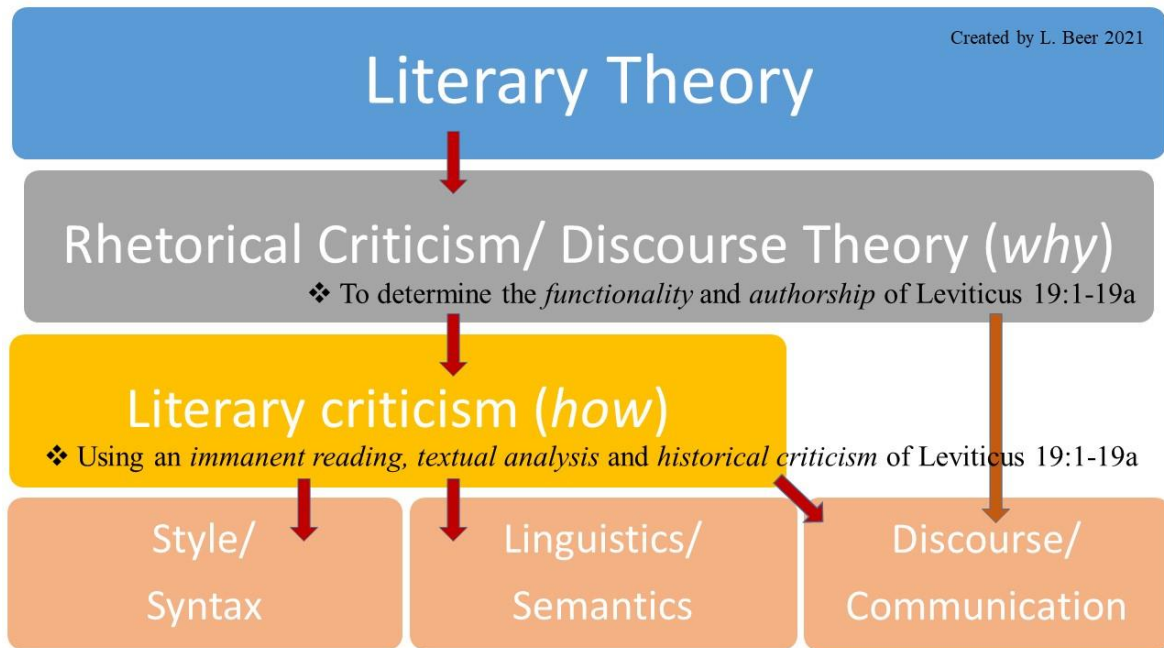 Created by L. Beer 2021
Literary Theory
Rhetorical Criticism/ Discourse Theory (why)
❖ To determine the functionality and authorship of Leviticus 19:1-19a
Literary criticism (how)
❖ Using an immanent reading, textual analysis and historical criticism of Leviticus 19:1-19a
Style/
Syntax
Linguistics/
Semantics
Discourse/
Communication